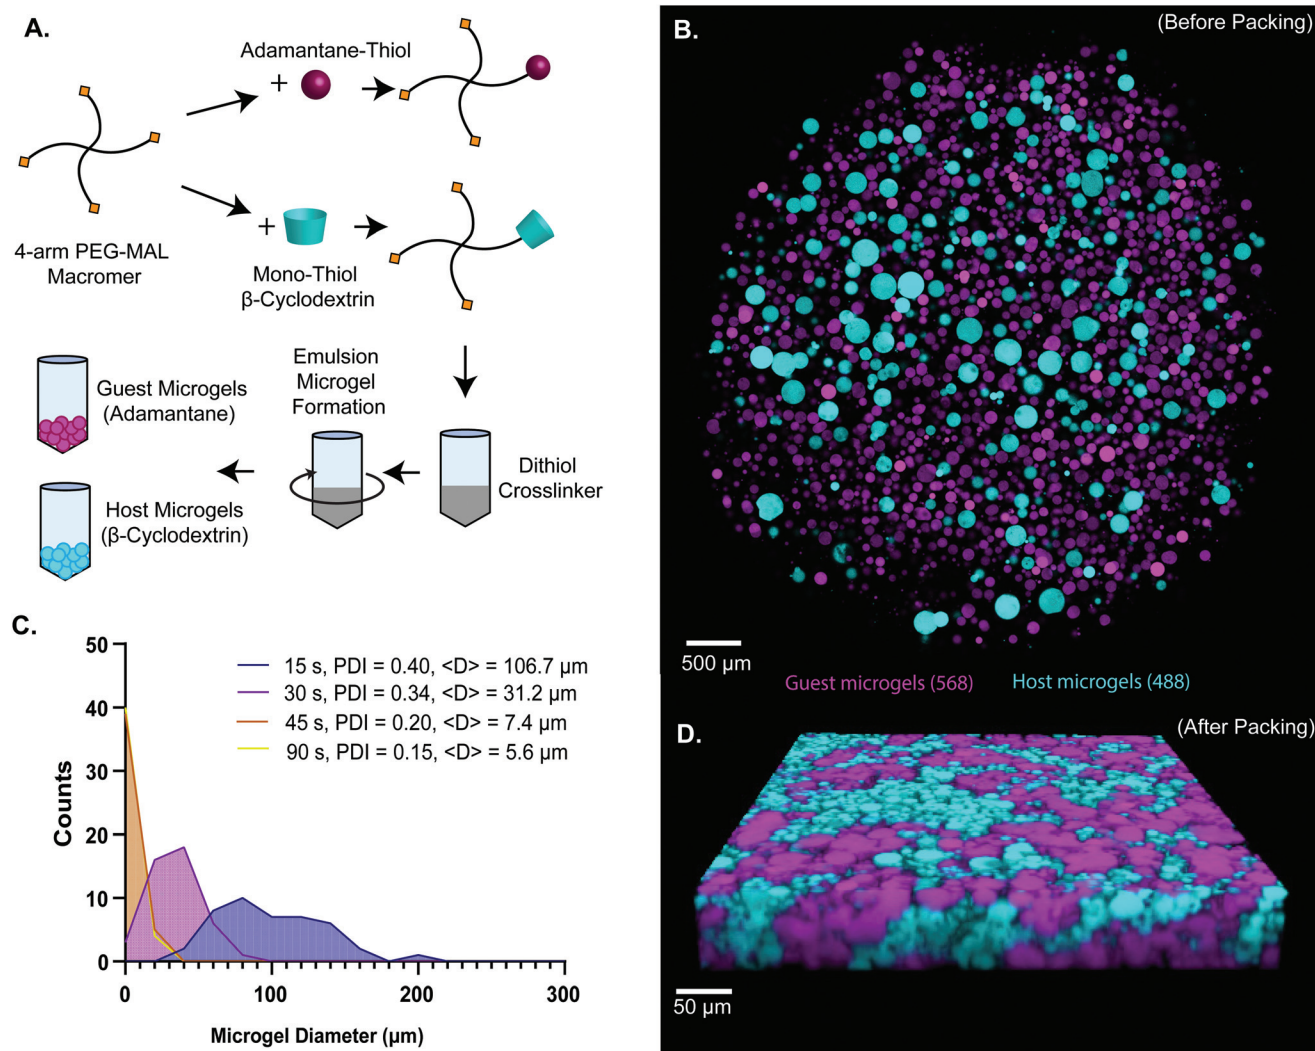 A.
Adamantane-Thiol
+
4-arm PEG-MAL
Macromer
+
Mono-Thiol
β-Cyclodextrin
Emulsion
Microgel
Formation
Guest Microgels
(Adamantane)
Dithiol
Crosslinker
Host Microgels
(β-Cyclodextrin)
B.
(Before Packing)
500 µm
Guest microgels (568)
Host microgels (488)
C.
50
40
30
20
10
0
Counts
15 s, PDI = 0.40, <D> = 106.7 µm
30 s, PDI = 0.34, <D> = 31.2 µm
45 s, PDI = 0.20, <D> = 7.4 µm
90 s, PDI = 0.15, <D> = 5.6 µm
0
100
200
300
Microgel Diameter (µm)
D.
(After Packing)
50 µm